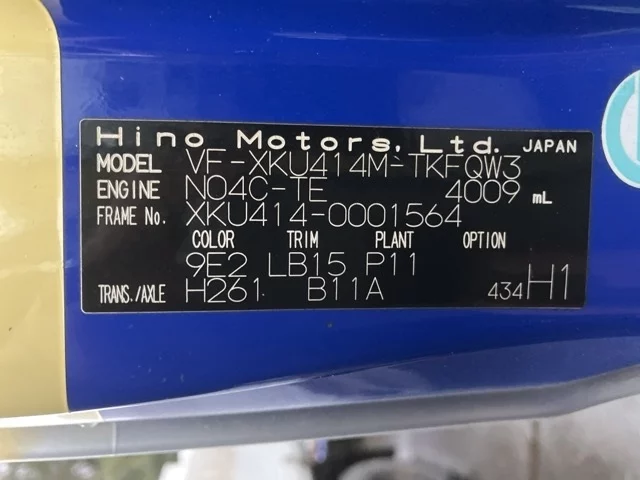 Hino Motors, Ltd. JAPAN
MODEL VF-XKU414M-TKFQW3
ENGINE N04C-TE 4009 mL
FRAME No. XKU414-0001564
COLOR TRIM PLANT OPTION
9E2 LB15 P11
TRANS./AXLE H261 B11A 434H1